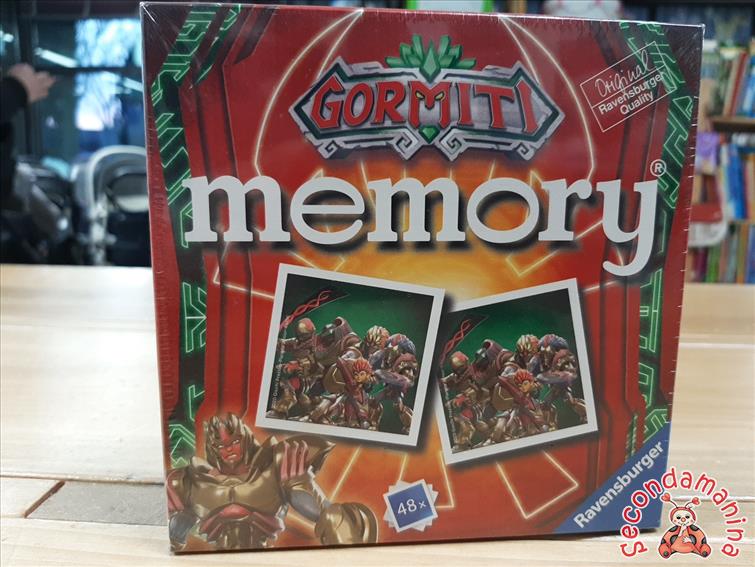 GORMITI
Original
Ravensburger
Quality
memory®
48x
Ravensburger
Secondamanina